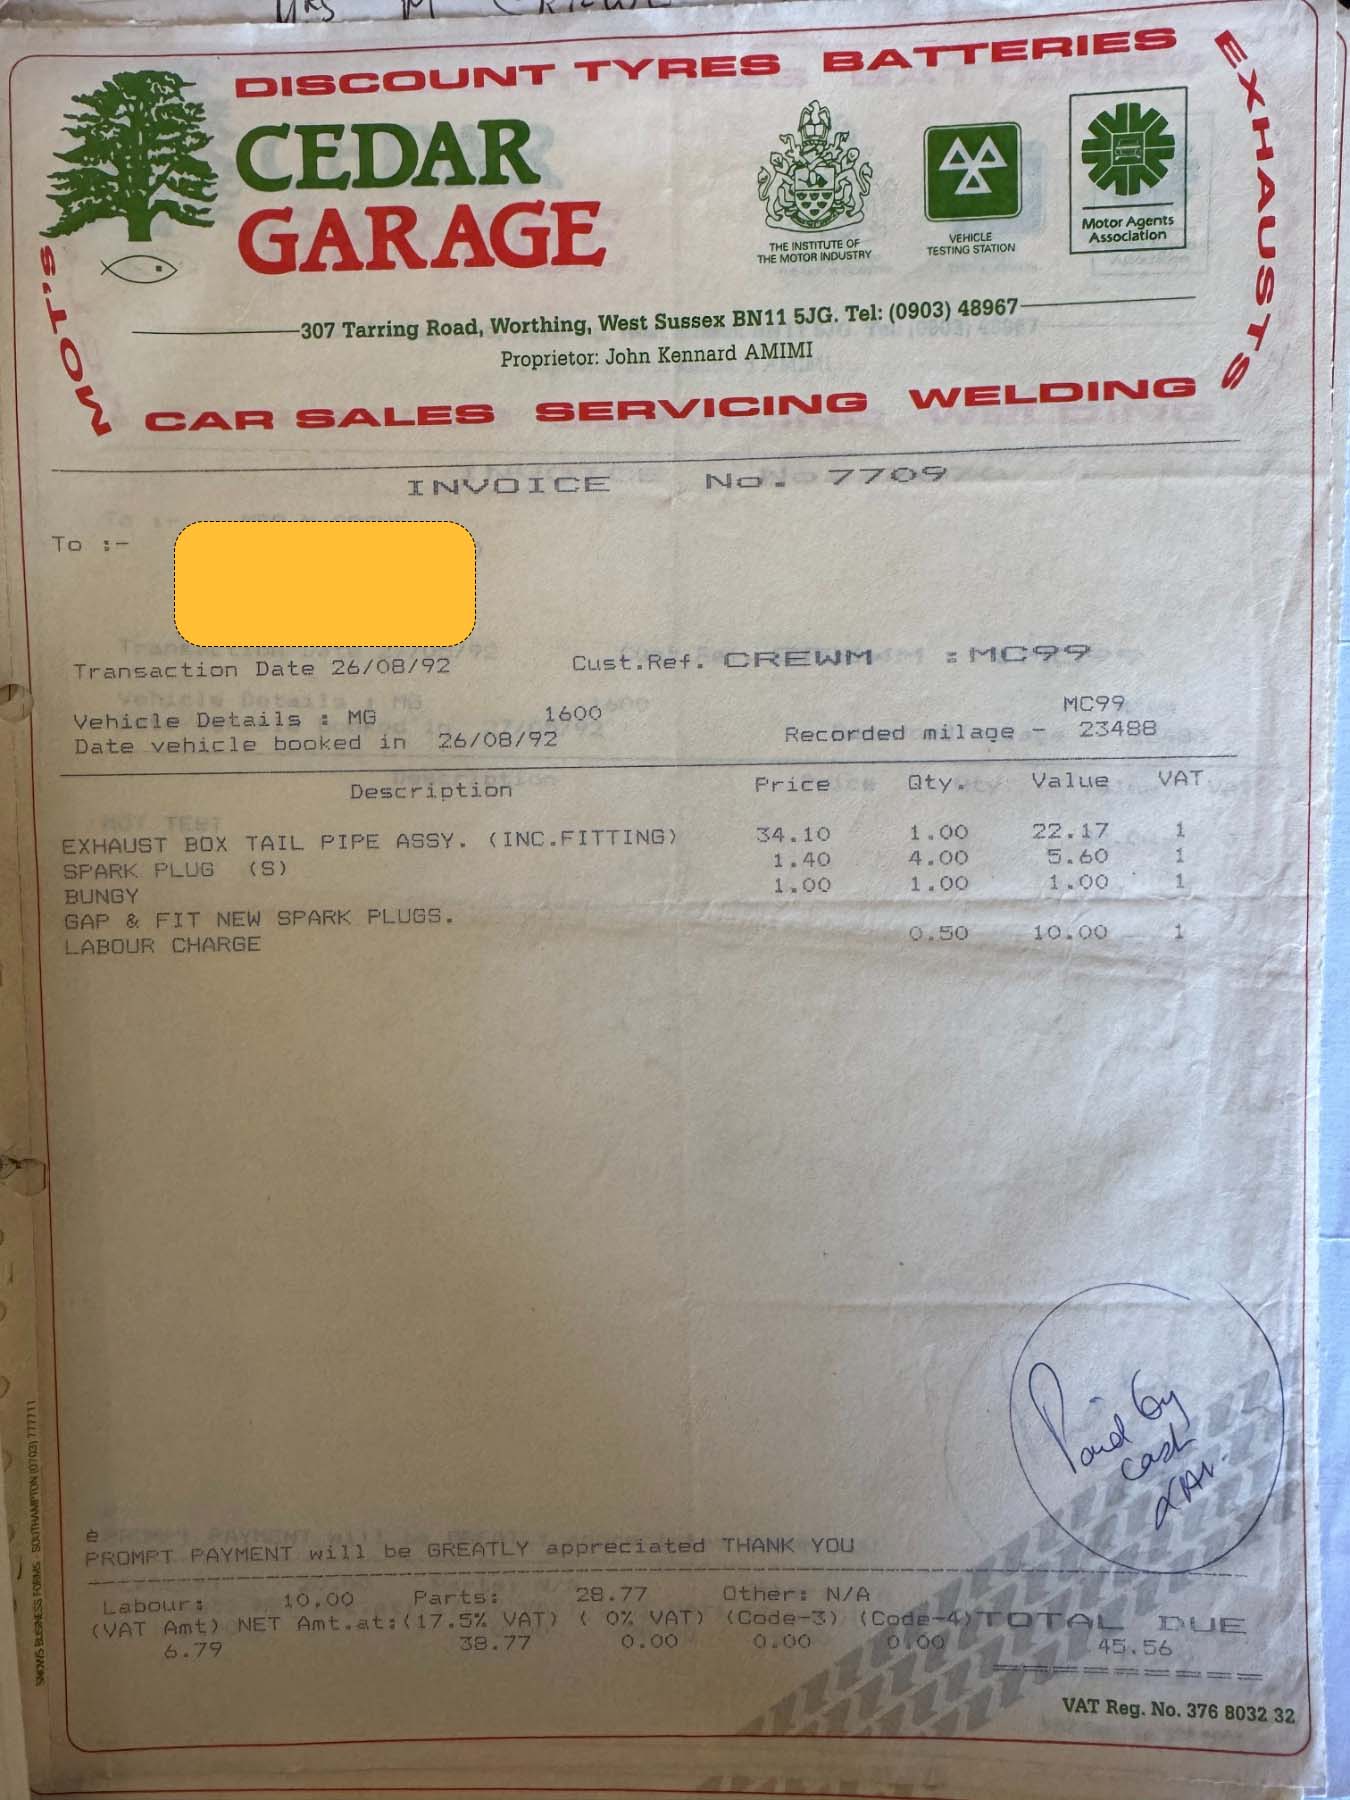 MRS M
DISCOUNT TYRES BATTERIES
EXHAUSTS
MOT's
CEDAR
GARAGE
THE INSTITUTE OF
THE MOTOR INDUSTRY
VEHICLE
TESTING STATION
Motor Agents
Association
307 Tarring Road, Worthing, West Sussex BN11 5JG. Tel: (0903) 48967
Proprietor: John Kennard AMIMI
CAR SALES SERVICING WELDING
INVOICE No. 7709
To :-
Transaction Date 26/08/92 Cust.Ref. CREWM :MC99
MC99
Vehicle Details : MG 1600
Date vehicle booked in 26/08/92 Recorded milage - 23488
Description Price Qty. Value VAT
EXHAUST BOX TAIL PIPE ASSY. (INC.FITTING) 34.10 1.00 22.17 1
SPARK PLUG (S) 1.40 4.00 5.60 1
BUNGY 1.00 1.00 1.00 1
GAP & FIT NEW SPARK PLUGS.
LABOUR CHARGE 0.50 10.00 1
Paid by
cash
è
PROMPT PAYMENT will be GREATLY appreciated THANK YOU
Labour: 10.00 Parts: 28.77 Other: N/A
(VAT Amt) NET Amt.at:(17.5% VAT) ( 0% VAT) (Code-3) (Code-4) TOTAL DUE
6.79 38.77 0.00 0.00 0.00 45.56
VAT Reg. No. 376 8032 32
SNOWS BUSINESS FORMS - SOUTHAMPTON (0703) 777711